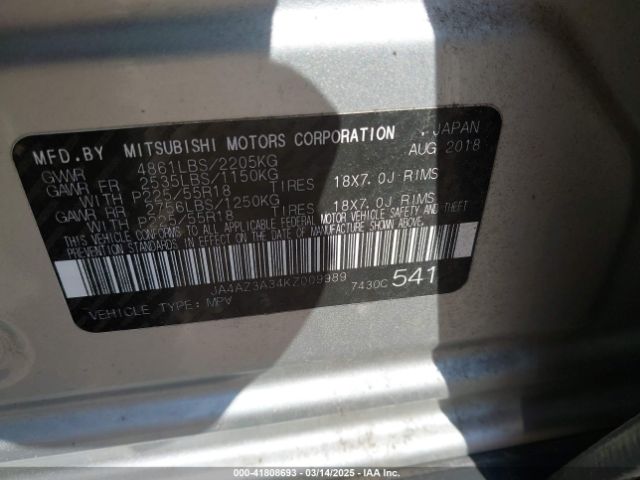 MFD.BY MITSUBISHI MOTORS CORPORATION , JAPAN
GVWR 4861LBS/2205KG AUG 2018
GAWR FR 2535LBS/1150KG
WITH P225/55R18 TIRES 18X7.0J RIMS
GAWR RR 2756LBS/1250KG
WITH P225/55R18 TIRES 18X7.0J RIMS
THIS VEHICLE CONFORMS TO ALL APPLICABLE FEDERAL MOTOR VEHICLE SAFETY AND THEFT
PREVENTION STANDARDS IN EFFECT ON THE DATE OF MANUFACTURE SHOWN ABOVE.
JA4AZ3A34KZ009989 7430C 541
VEHICLE TYPE: MPV
000-41808693 — 03/14/2025 — IAA Inc.